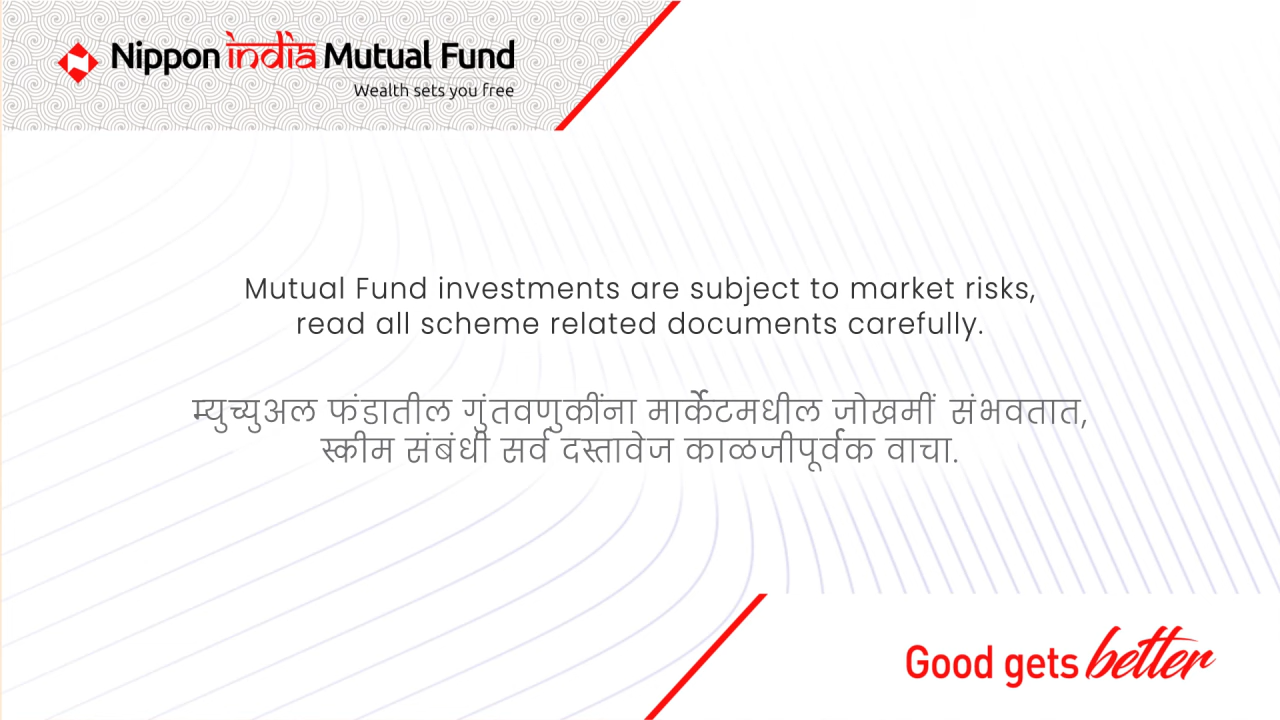 Nippon india Mutual Fund
Wealth sets you free
Mutual Fund investments are subject to market risks,
read all scheme related documents carefully.
म्युच्युअल फंडातील गुंतवणुकींना मार्केटमधील जोखमीं संभवतात,
स्कीम संबंधी सर्व दस्तावेज काळजीपूर्वक वाचा.
Good gets better